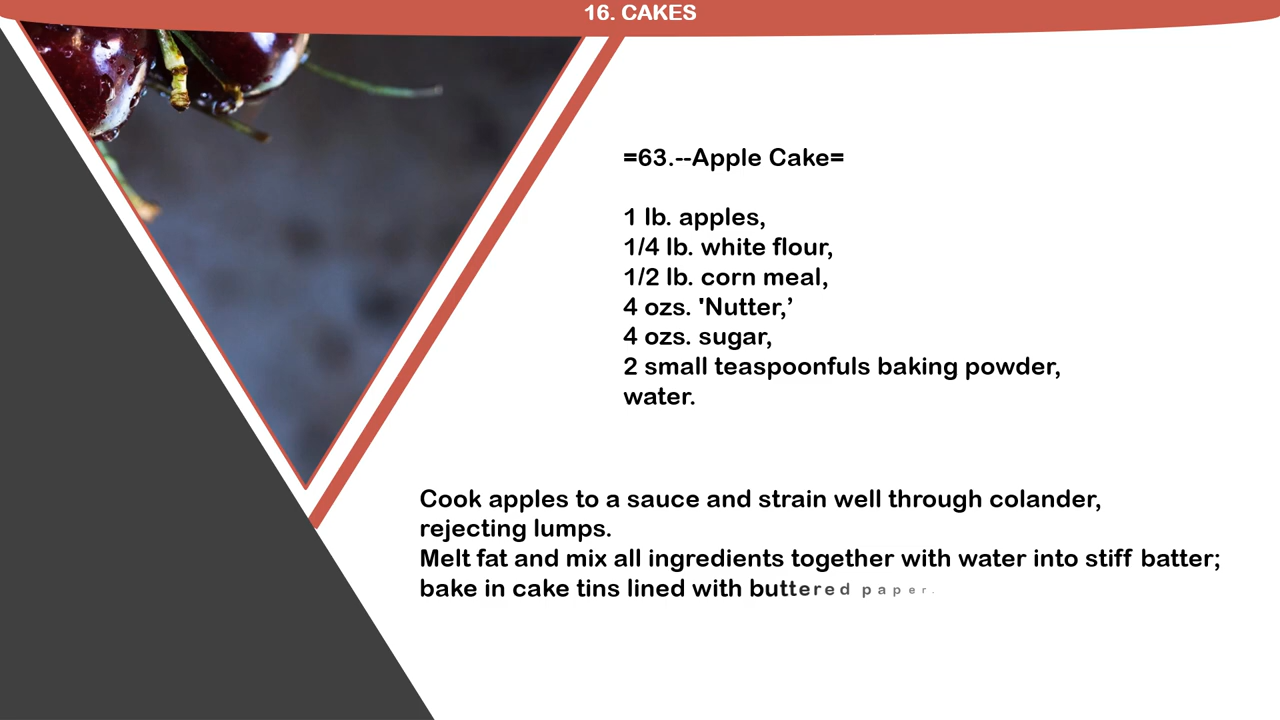 16. CAKES
=63.--Apple Cake=
1 lb. apples,
1/4 lb. white flour,
1/2 lb. corn meal,
4 ozs. 'Nutter,’
4 ozs. sugar,
2 small teaspoonfuls baking powder,
water.
Cook apples to a sauce and strain well through colander,
rejecting lumps.
Melt fat and mix all ingredients together with water into stiff batter;
bake in cake tins lined with buttered paper.